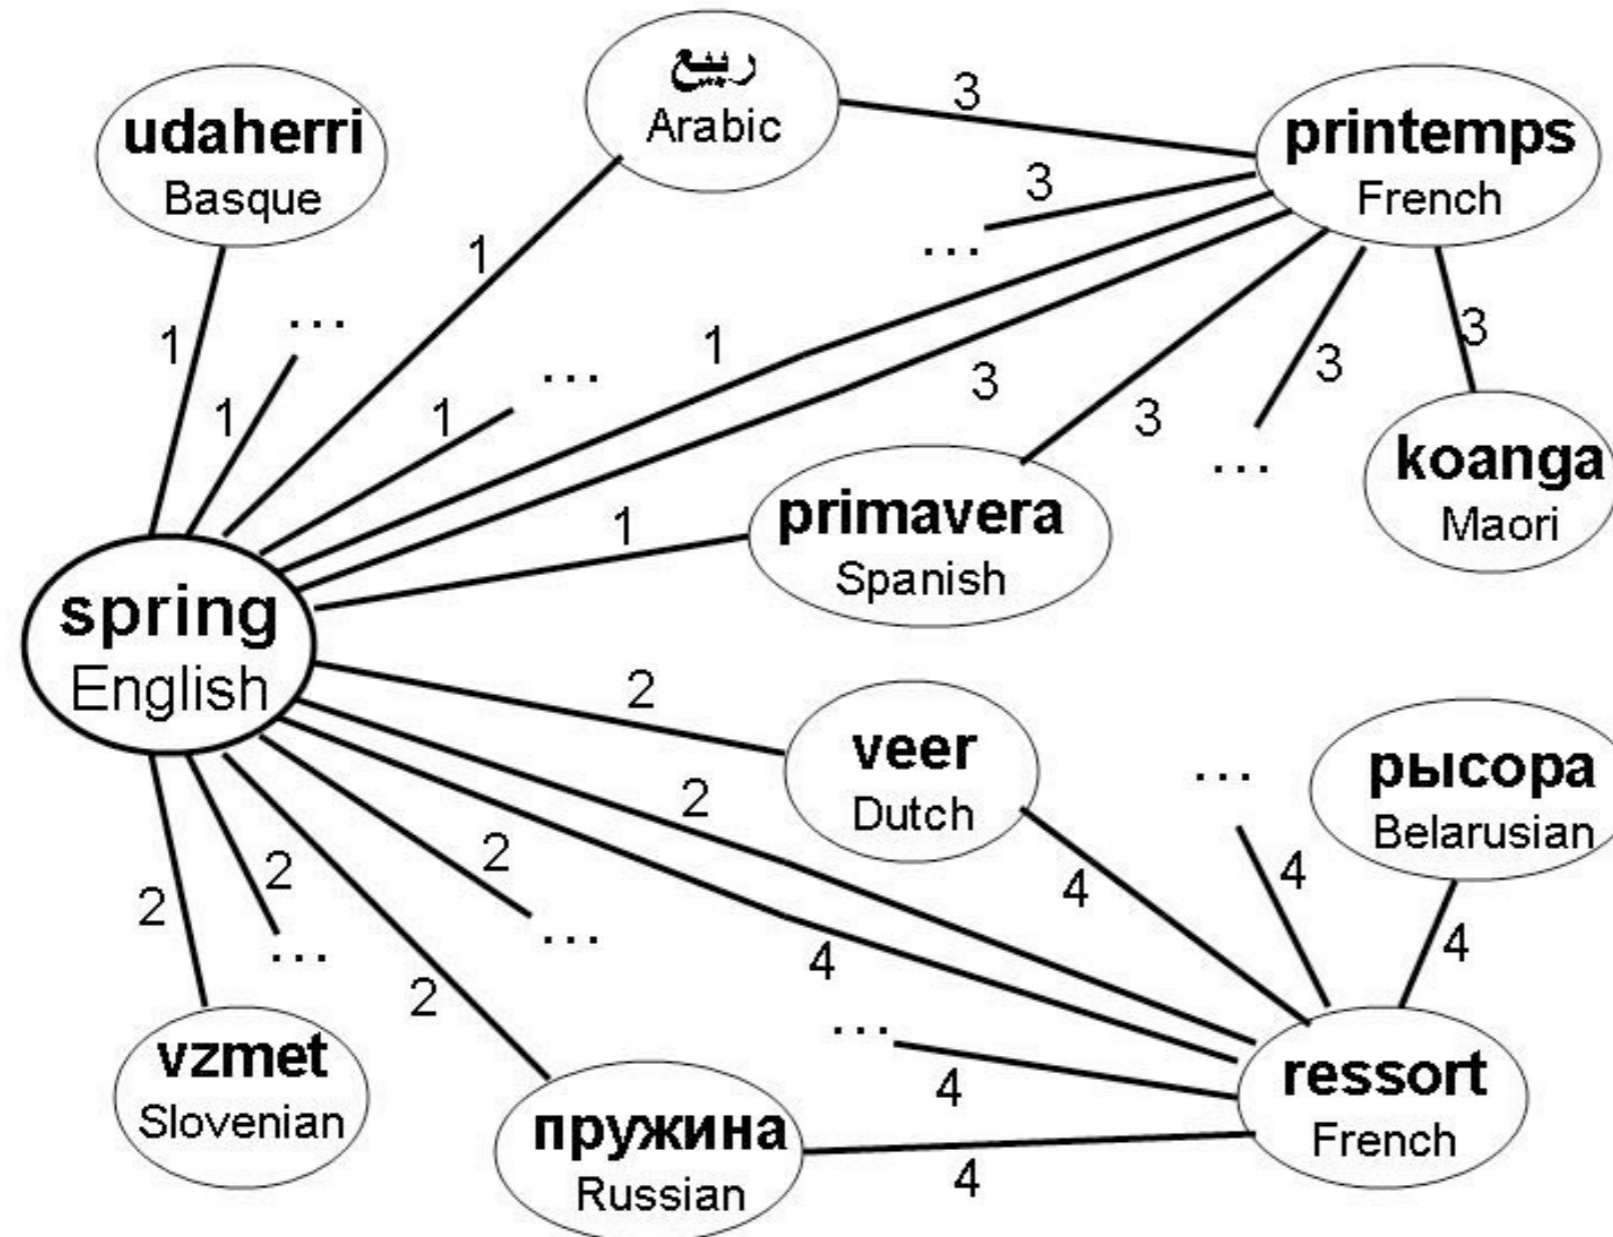 ربيع
Arabic
udaherri
Basque
printemps
French
3
3
...
1
1
...
1
3
3
3
1
1
...
3
...
koanga
Maori
primavera
Spanish
1
spring
English
2
veer
Dutch
...
рысора
Belarusian
2
2
2
2
4
4
4
...
...
4
2
...
vzmet
Slovenian
4
ressort
French
пружина
Russian
4